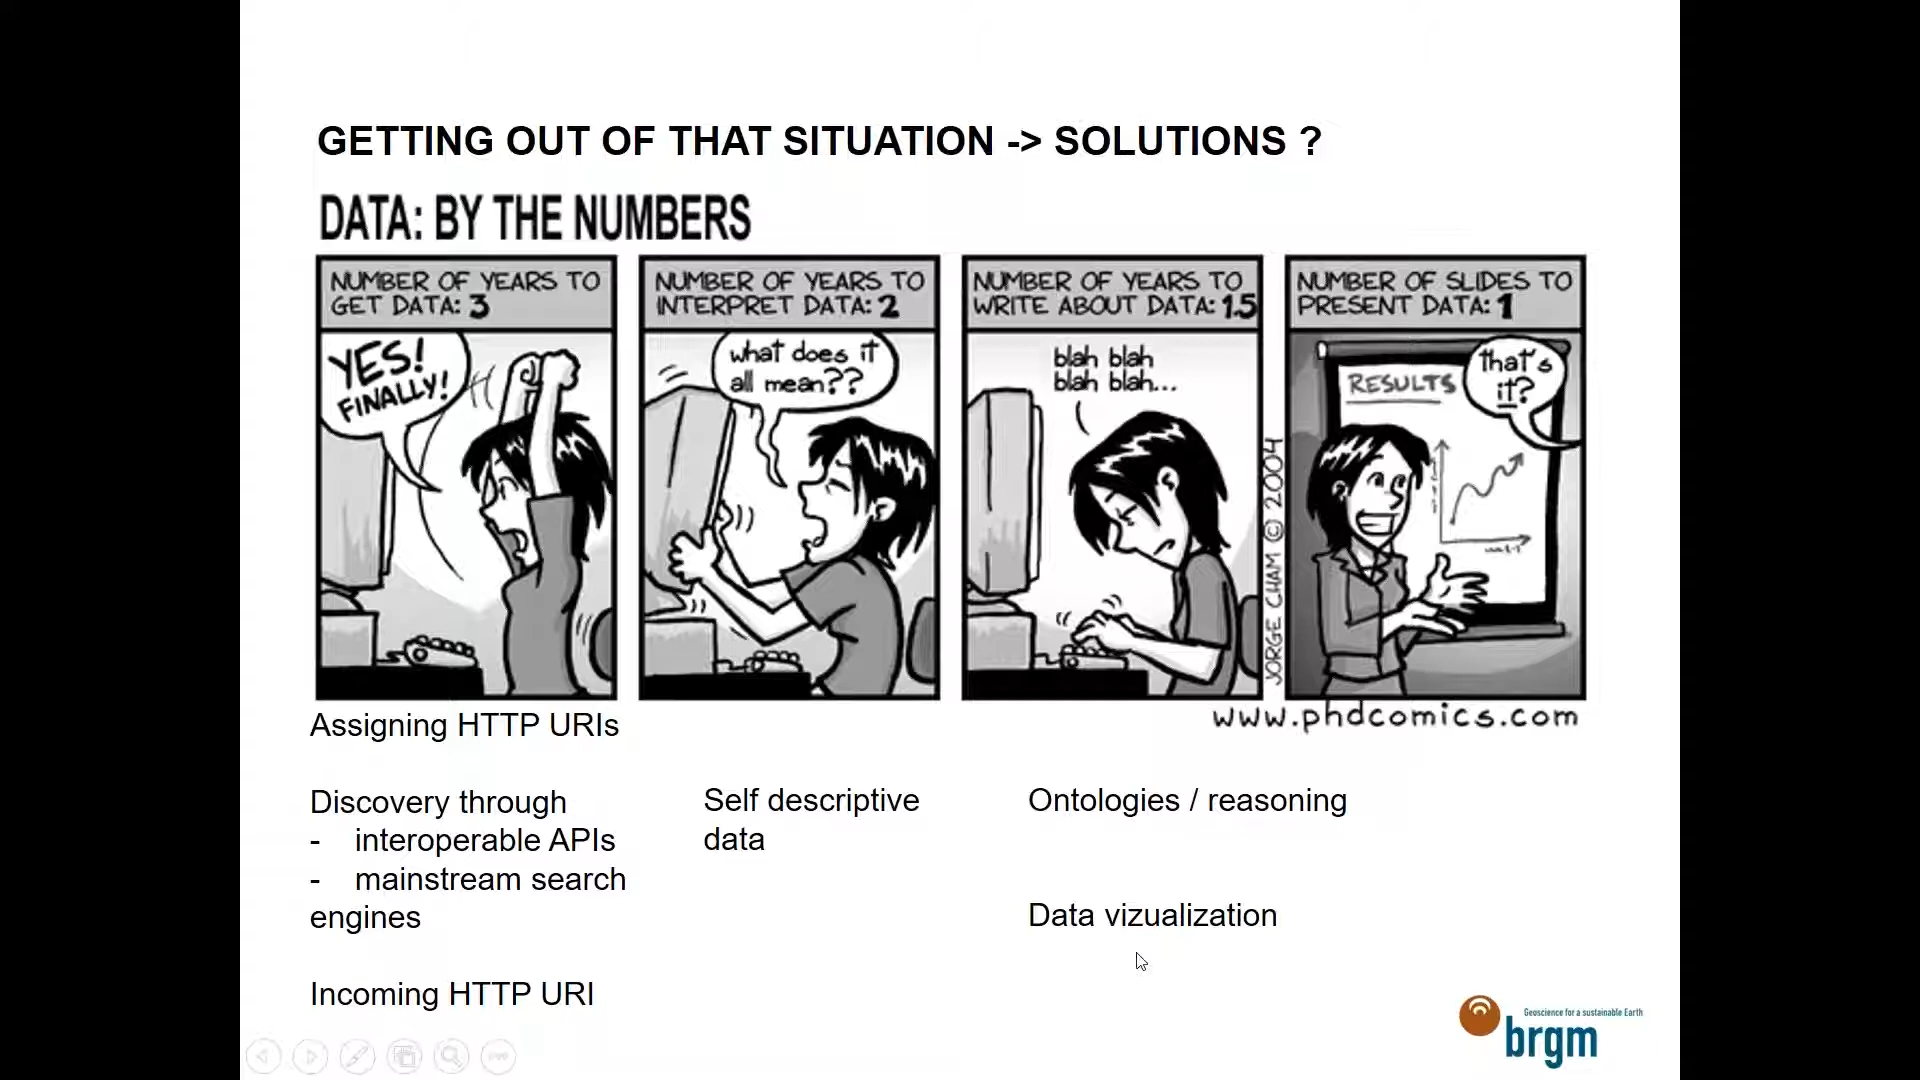 GETTING OUT OF THAT SITUATION -> SOLUTIONS ?
DATA: BY THE NUMBERS
NUMBER OF YEARS TO
GET DATA: 3
YES!
FINALLY!
NUMBER OF YEARS TO
INTERPRET DATA: 2
what does it
all mean??
NUMBER OF YEARS TO
WRITE ABOUT DATA: 1.5
blah blah
blah blah...
JORGE CHAM © 2004
NUMBER OF SLIDES TO
PRESENT DATA: 1
RESULTS
that's
it?
www.phdcomics.com
Assigning HTTP URIs
Discovery through
- interoperable APIs
- mainstream search
engines
Incoming HTTP URI
Self descriptive
data
Ontologies / reasoning
Data vizualization
Geoscience for a sustainable Earth
brgm